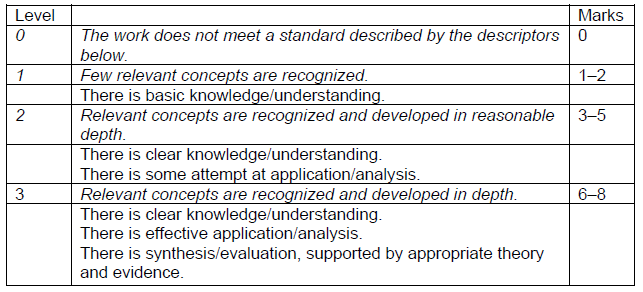 Level Marks
0 The work does not meet a standard described by the descriptors 0
below.
1 Few relevant concepts are recognized. 1–2
There is basic knowledge/understanding.
2 Relevant concepts are recognized and developed in reasonable 3–5
depth.
There is clear knowledge/understanding.
There is some attempt at application/analysis.
3 Relevant concepts are recognized and developed in depth. 6–8
There is clear knowledge/understanding.
There is effective application/analysis.
There is synthesis/evaluation, supported by appropriate theory
and evidence.